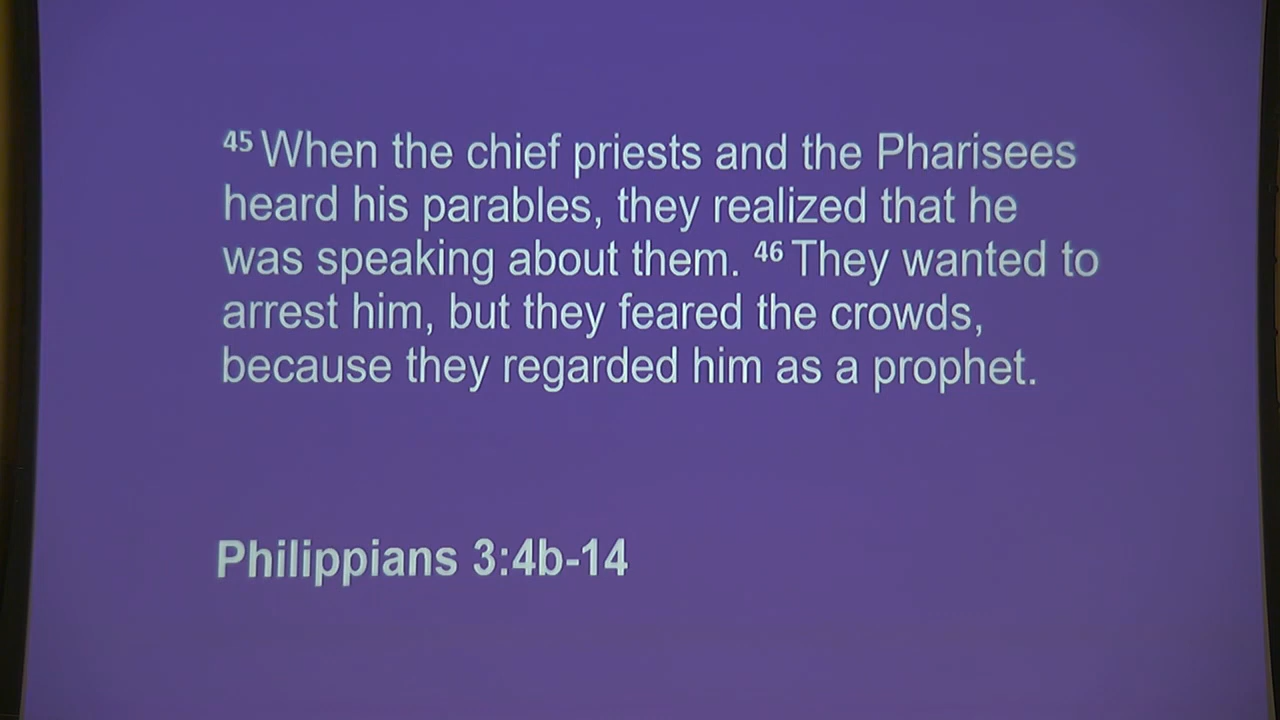 45 When the chief priests and the Pharisees
heard his parables, they realized that he
was speaking about them. 46 They wanted to
arrest him, but they feared the crowds,
because they regarded him as a prophet.
Philippians 3:4b-14